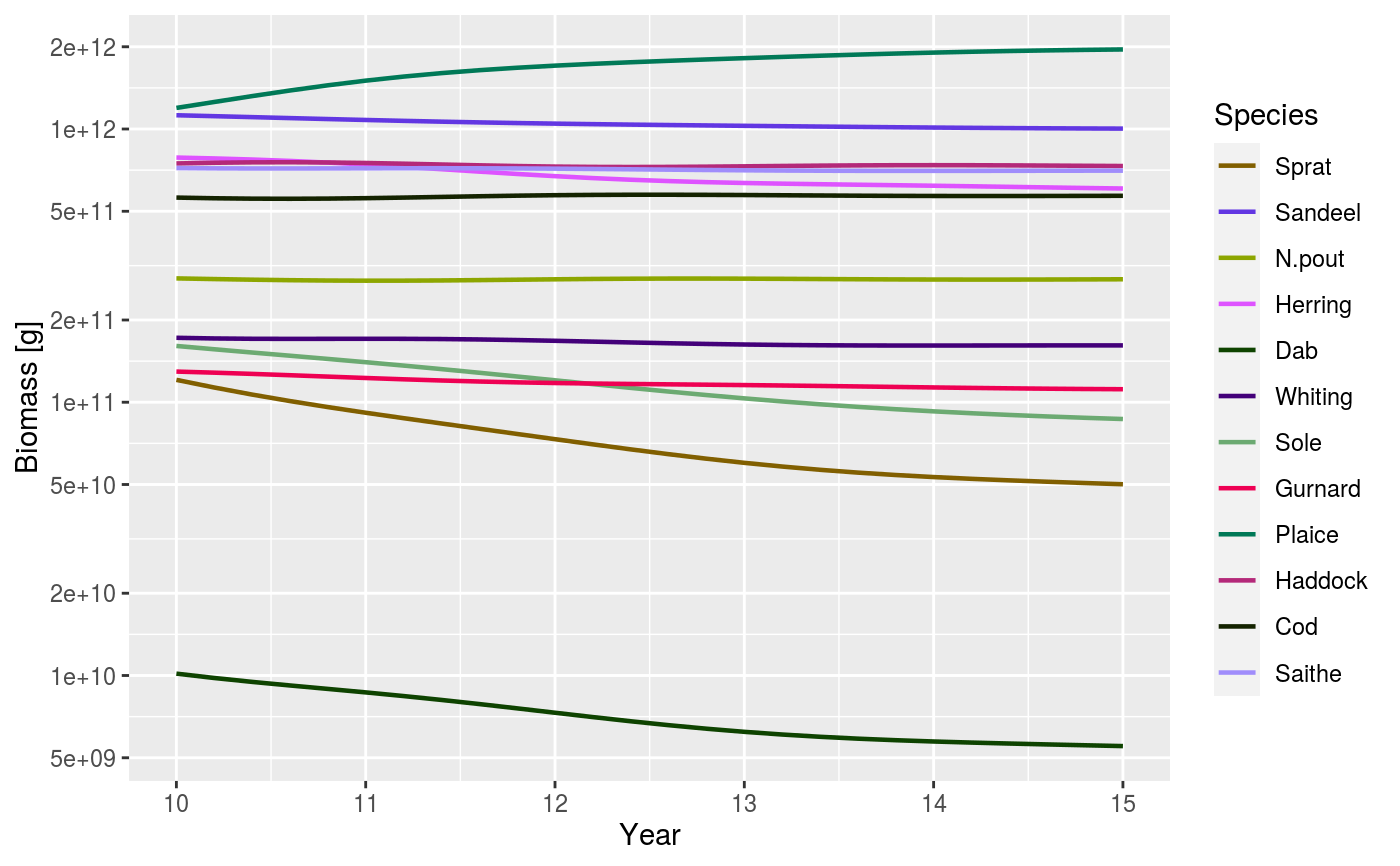 2e+12
1e+12
5e+11
2e+11
1e+11
5e+10
2e+10
1e+10
5e+09
Biomass [g]
10 11 12 13 14 15
Year
Species
Sprat
Sandeel
N.pout
Herring
Dab
Whiting
Sole
Gurnard
Plaice
Haddock
Cod
Saithe